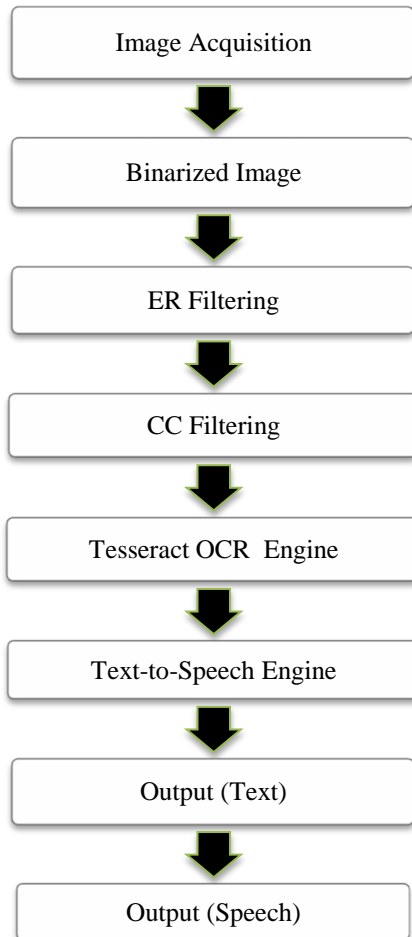 Image Acquisition
Binarized Image
ER Filtering
CC Filtering
Tesseract OCR  Engine
Text-to-Speech Engine
Output (Text)
Output (Speech)